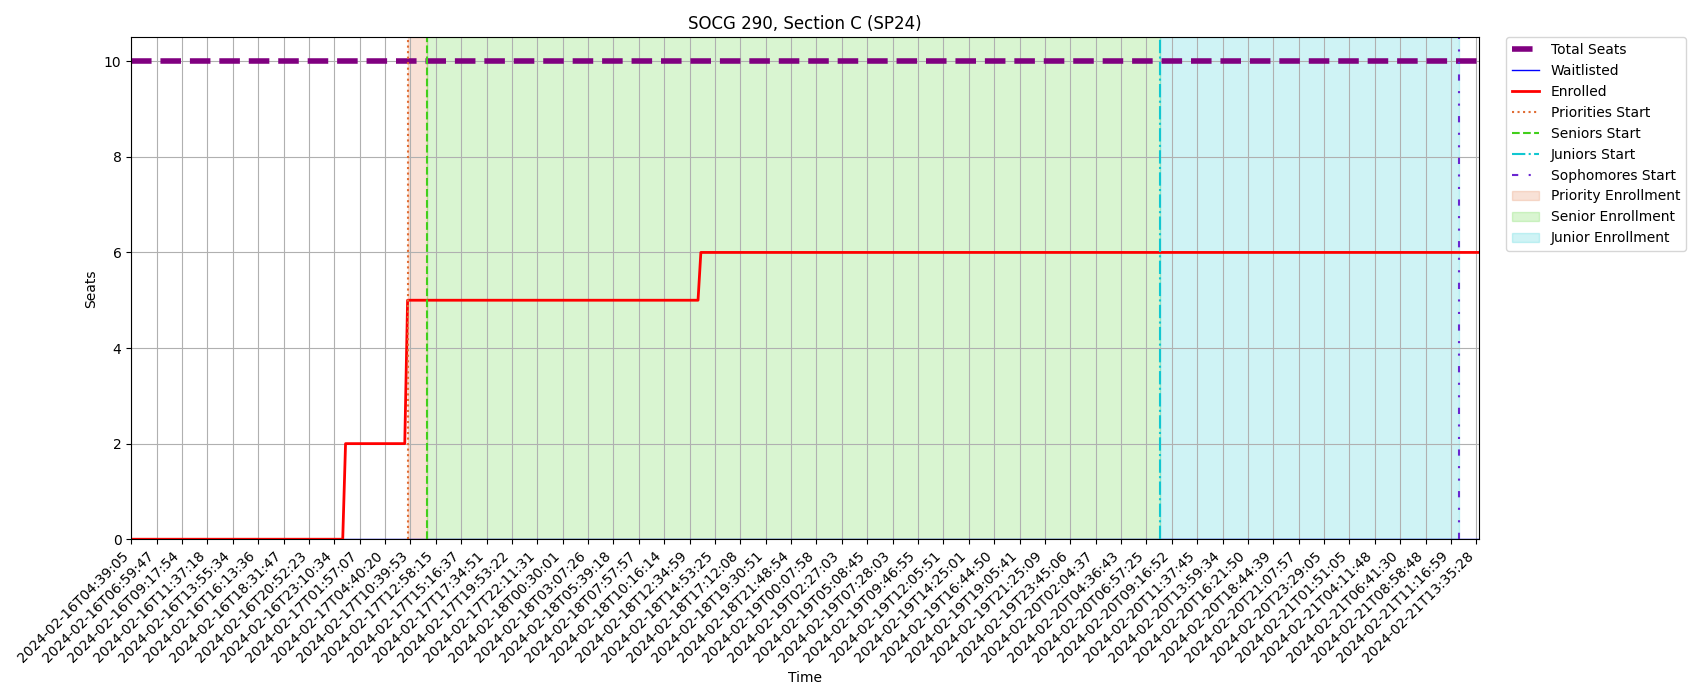 SOCG 290, Section C (SP24)
10
8
6
4
2
0
Seats
2024-02-16T04:39:05
2024-02-16T06:59:47
2024-02-16T09:17:54
2024-02-16T11:37:18
2024-02-16T13:55:34
2024-02-16T16:13:36
2024-02-16T18:31:47
2024-02-16T20:52:23
2024-02-16T23:10:34
2024-02-17T01:57:07
2024-02-17T04:40:20
2024-02-17T10:39:53
2024-02-17T12:58:15
2024-02-17T15:16:37
2024-02-17T17:34:51
2024-02-17T19:53:22
2024-02-17T22:11:31
2024-02-18T00:30:01
2024-02-18T03:07:26
2024-02-18T05:39:18
2024-02-18T07:57:57
2024-02-18T10:16:14
2024-02-18T12:34:59
2024-02-18T14:53:25
2024-02-18T17:12:08
2024-02-18T19:30:51
2024-02-18T21:48:54
2024-02-19T00:07:58
2024-02-19T02:27:03
2024-02-19T05:08:45
2024-02-19T07:28:03
2024-02-19T09:46:55
2024-02-19T12:05:51
2024-02-19T14:25:01
2024-02-19T16:44:50
2024-02-19T19:05:41
2024-02-19T21:25:09
2024-02-19T23:45:06
2024-02-20T02:04:37
2024-02-20T04:36:43
2024-02-20T06:57:25
2024-02-20T09:16:52
2024-02-20T11:37:45
2024-02-20T13:59:34
2024-02-20T16:21:50
2024-02-20T18:44:39
2024-02-20T21:07:57
2024-02-20T23:29:05
2024-02-21T01:51:05
2024-02-21T04:11:48
2024-02-21T06:41:30
2024-02-21T08:58:48
2024-02-21T11:16:59
2024-02-21T13:35:28
Time
Total Seats
Waitlisted
Enrolled
Priorities Start
Seniors Start
Juniors Start
Sophomores Start
Priority Enrollment
Senior Enrollment
Junior Enrollment